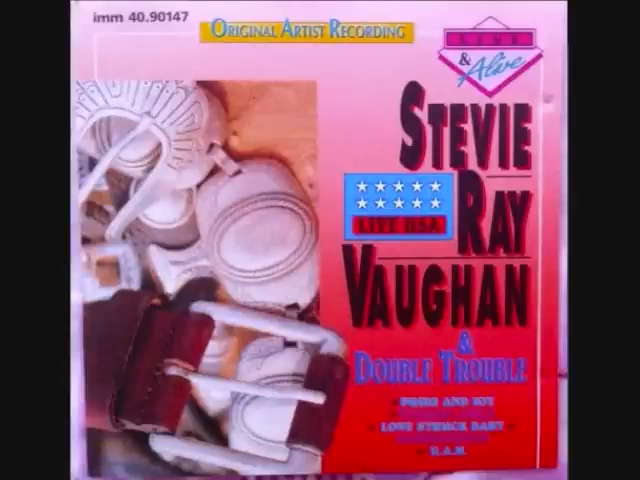 imm 40.90147
ORIGINAL ARTIST RECORDING
LIVE
& Alive
STEVIE
RAY
VAUGHAN
LIVE USA
&
DOUBLE TROUBLE
PRIDE AND JOY
LOVE STRUCK BABY